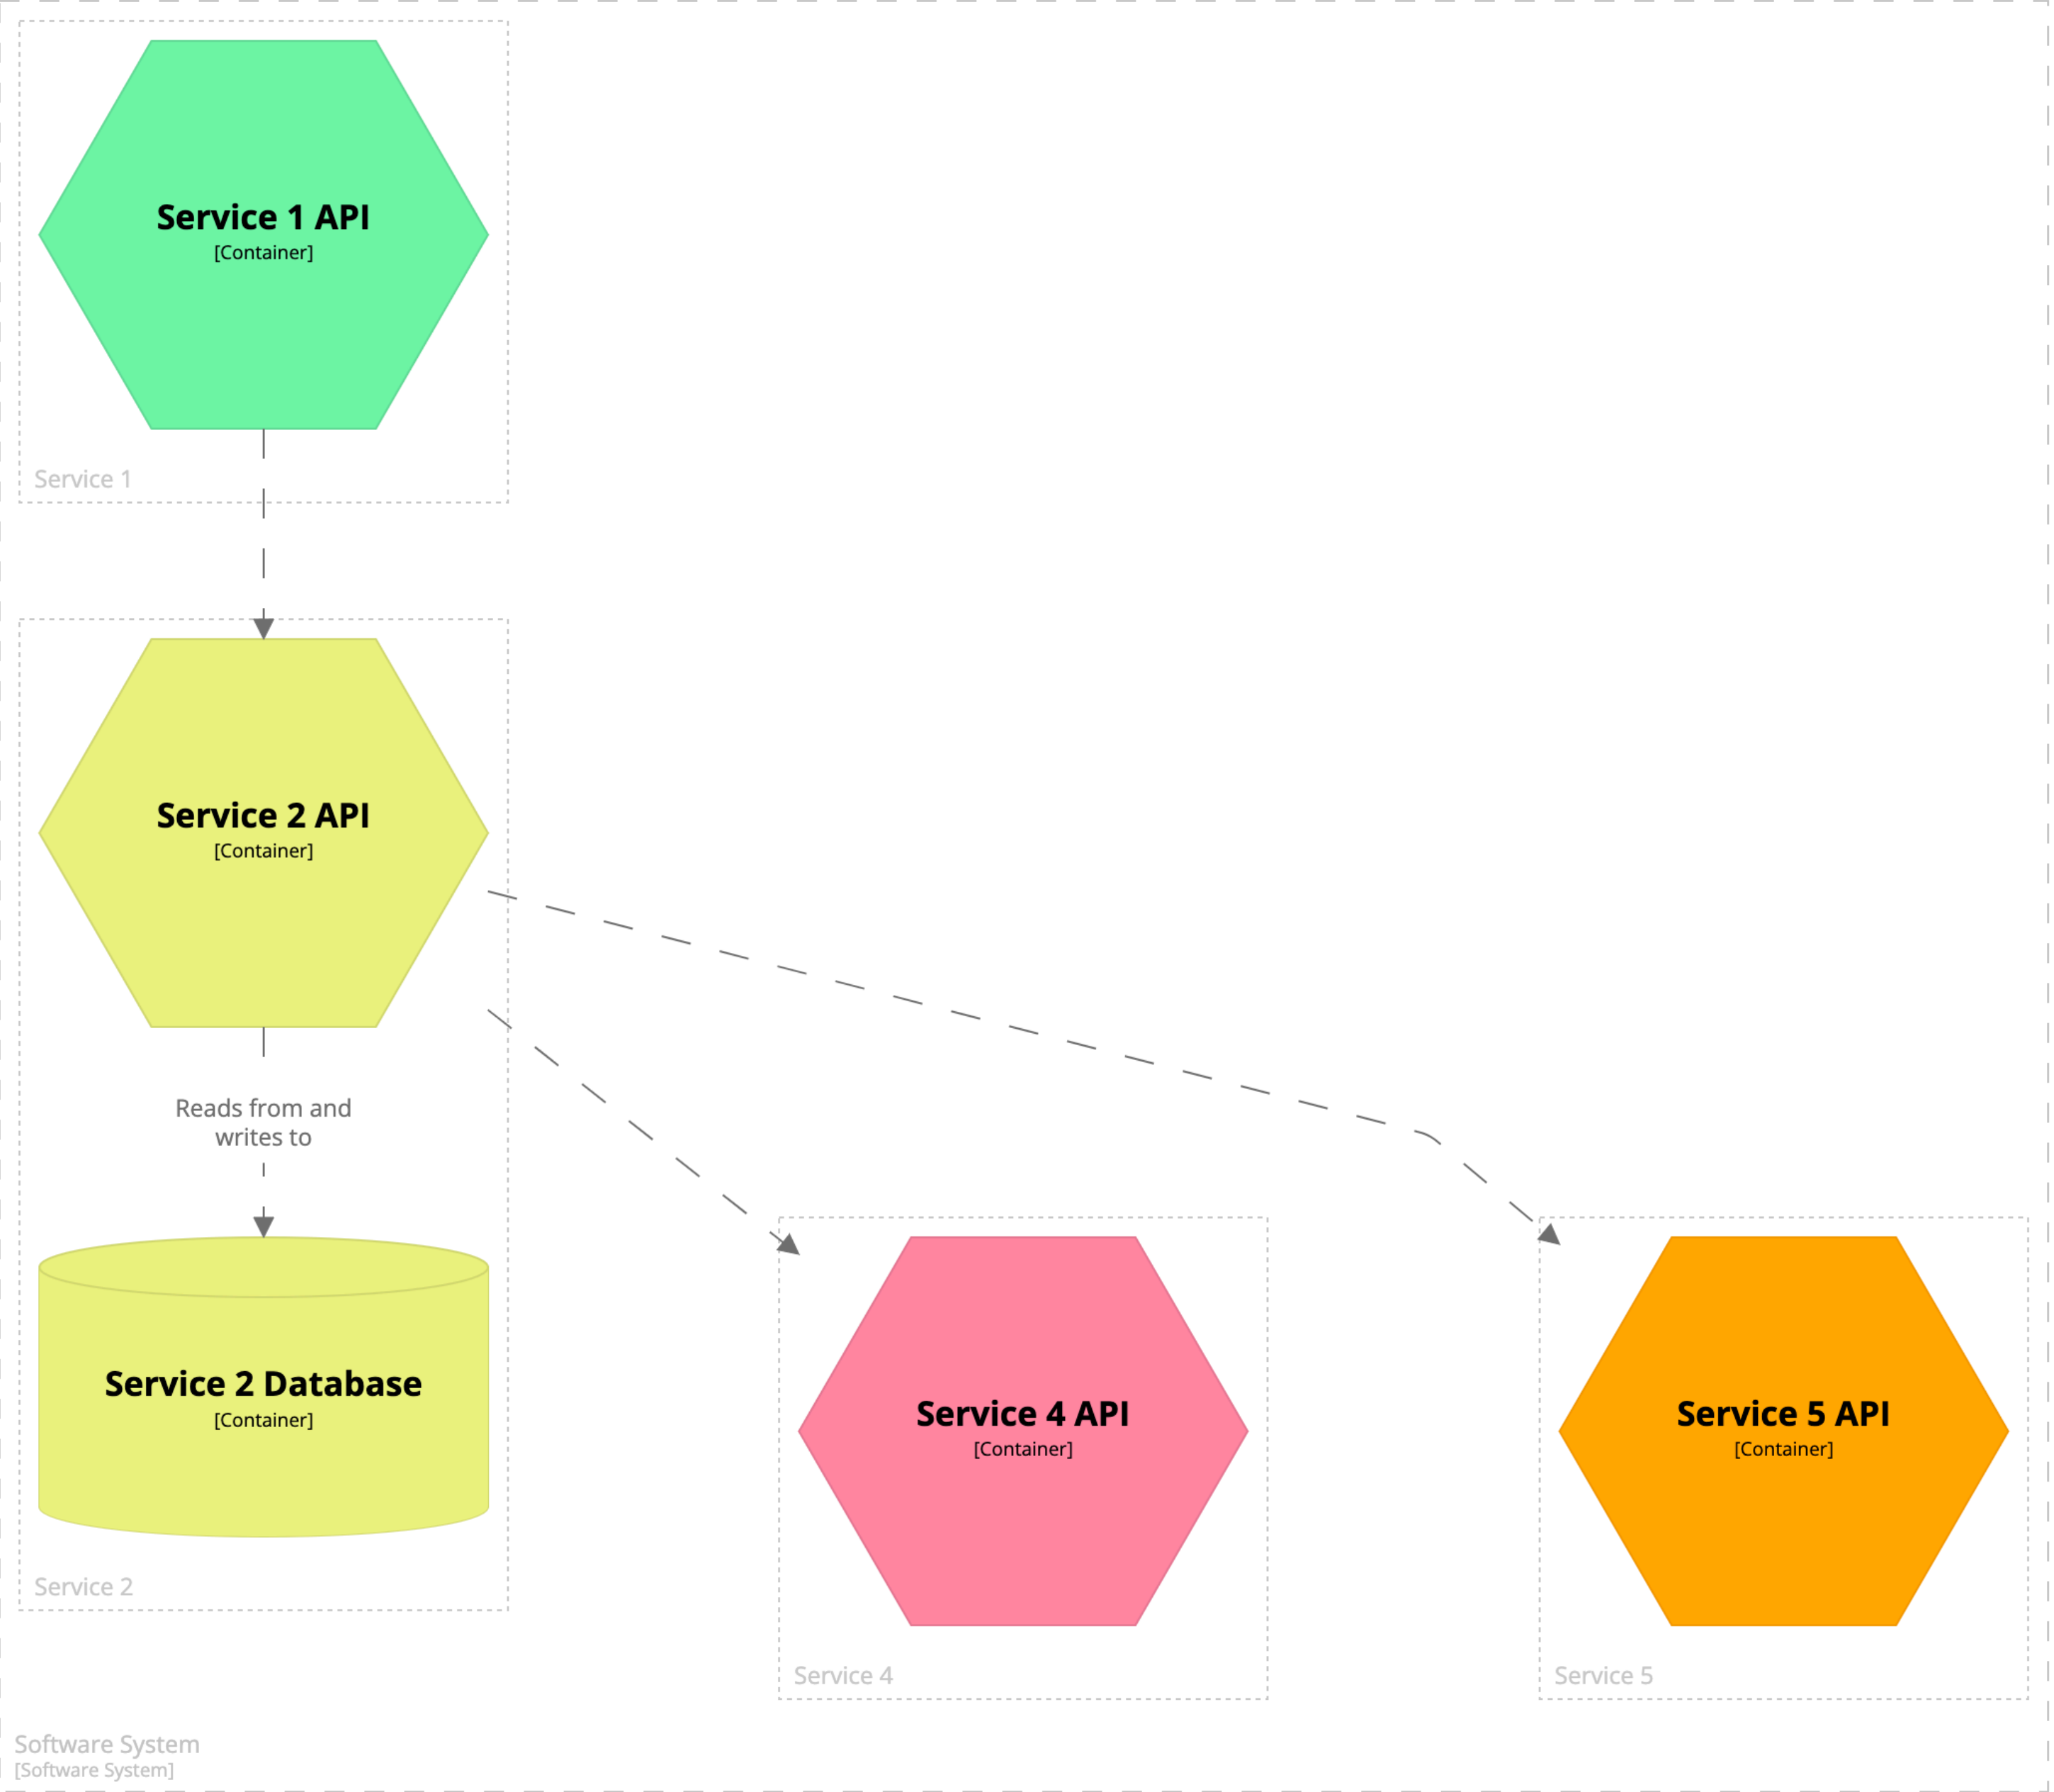 Service 1 API
[Container]
Service 1
Service 2 API
[Container]
Reads from and
writes to
Service 2 Database
[Container]
Service 2
Service 4 API
[Container]
Service 4
Service 5 API
[Container]
Service 5
Software System
[Software System]